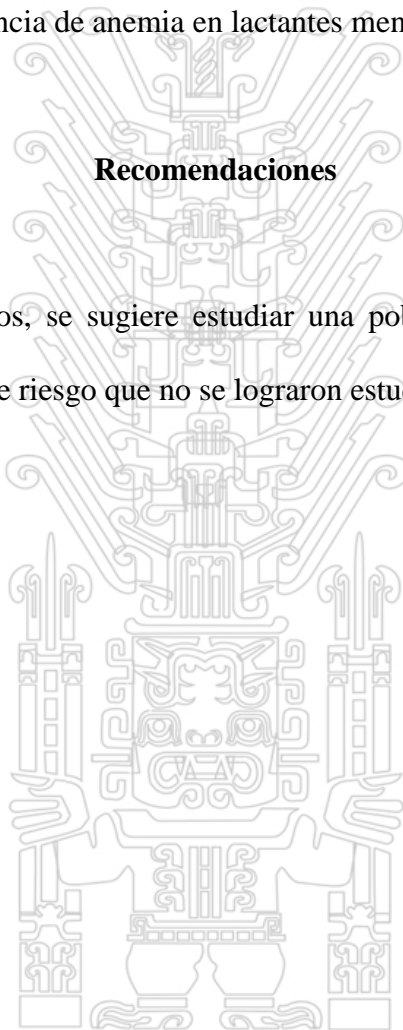 ncia de anemia en lactantes men
Recomendaciones
os, se sugiere estudiar una pob
e riesgo que no se lograron estud